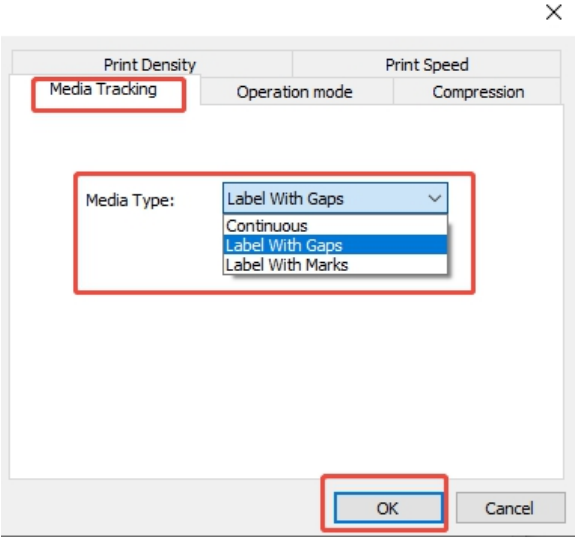 Print Density Print Speed
Media Tracking Operation mode Compression
Media Type: Label With Gaps
Continuous
Label With Gaps
Label With Marks
OK Cancel